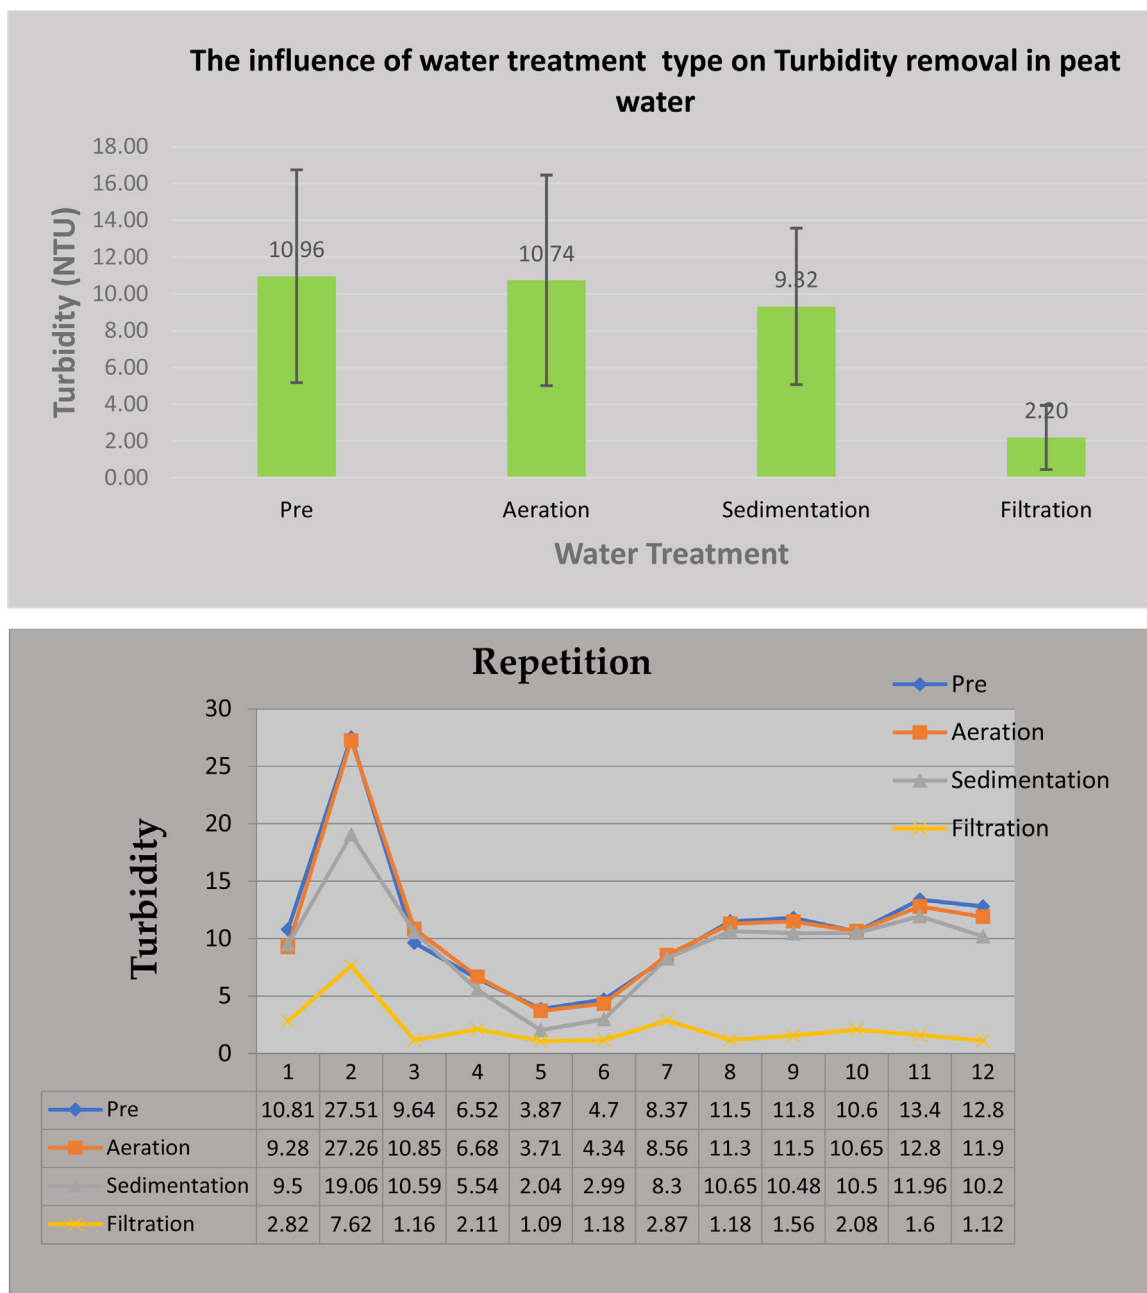 The influence of water treatment  type on Turbidity removal in peat
water
18.00
16.00
14.00
12.00
10.00
8.00
6.00
4.00
2.00
0.00
Turbidity (NTU)
10.96
10.74
9.32
2.20
Pre Aeration Sedimentation Filtration
Water Treatment
Repetition
Pre
Aeration
Sedimentation
Filtration
30
25
20
15
10
5
0
Turbidity
1 2 3 4 5 6 7 8 9 10 11 12
Pre 10.81 27.51 9.64 6.52 3.87 4.7 8.37 11.5 11.8 10.6 13.4 12.8
Aeration 9.28 27.26 10.85 6.68 3.71 4.34 8.56 11.3 11.5 10.65 12.8 11.9
Sedimentation 9.5 19.06 10.59 5.54 2.04 2.99 8.3 10.65 10.48 10.5 11.96 10.2
Filtration 2.82 7.62 1.16 2.11 1.09 1.18 2.87 1.18 1.56 2.08 1.6 1.12